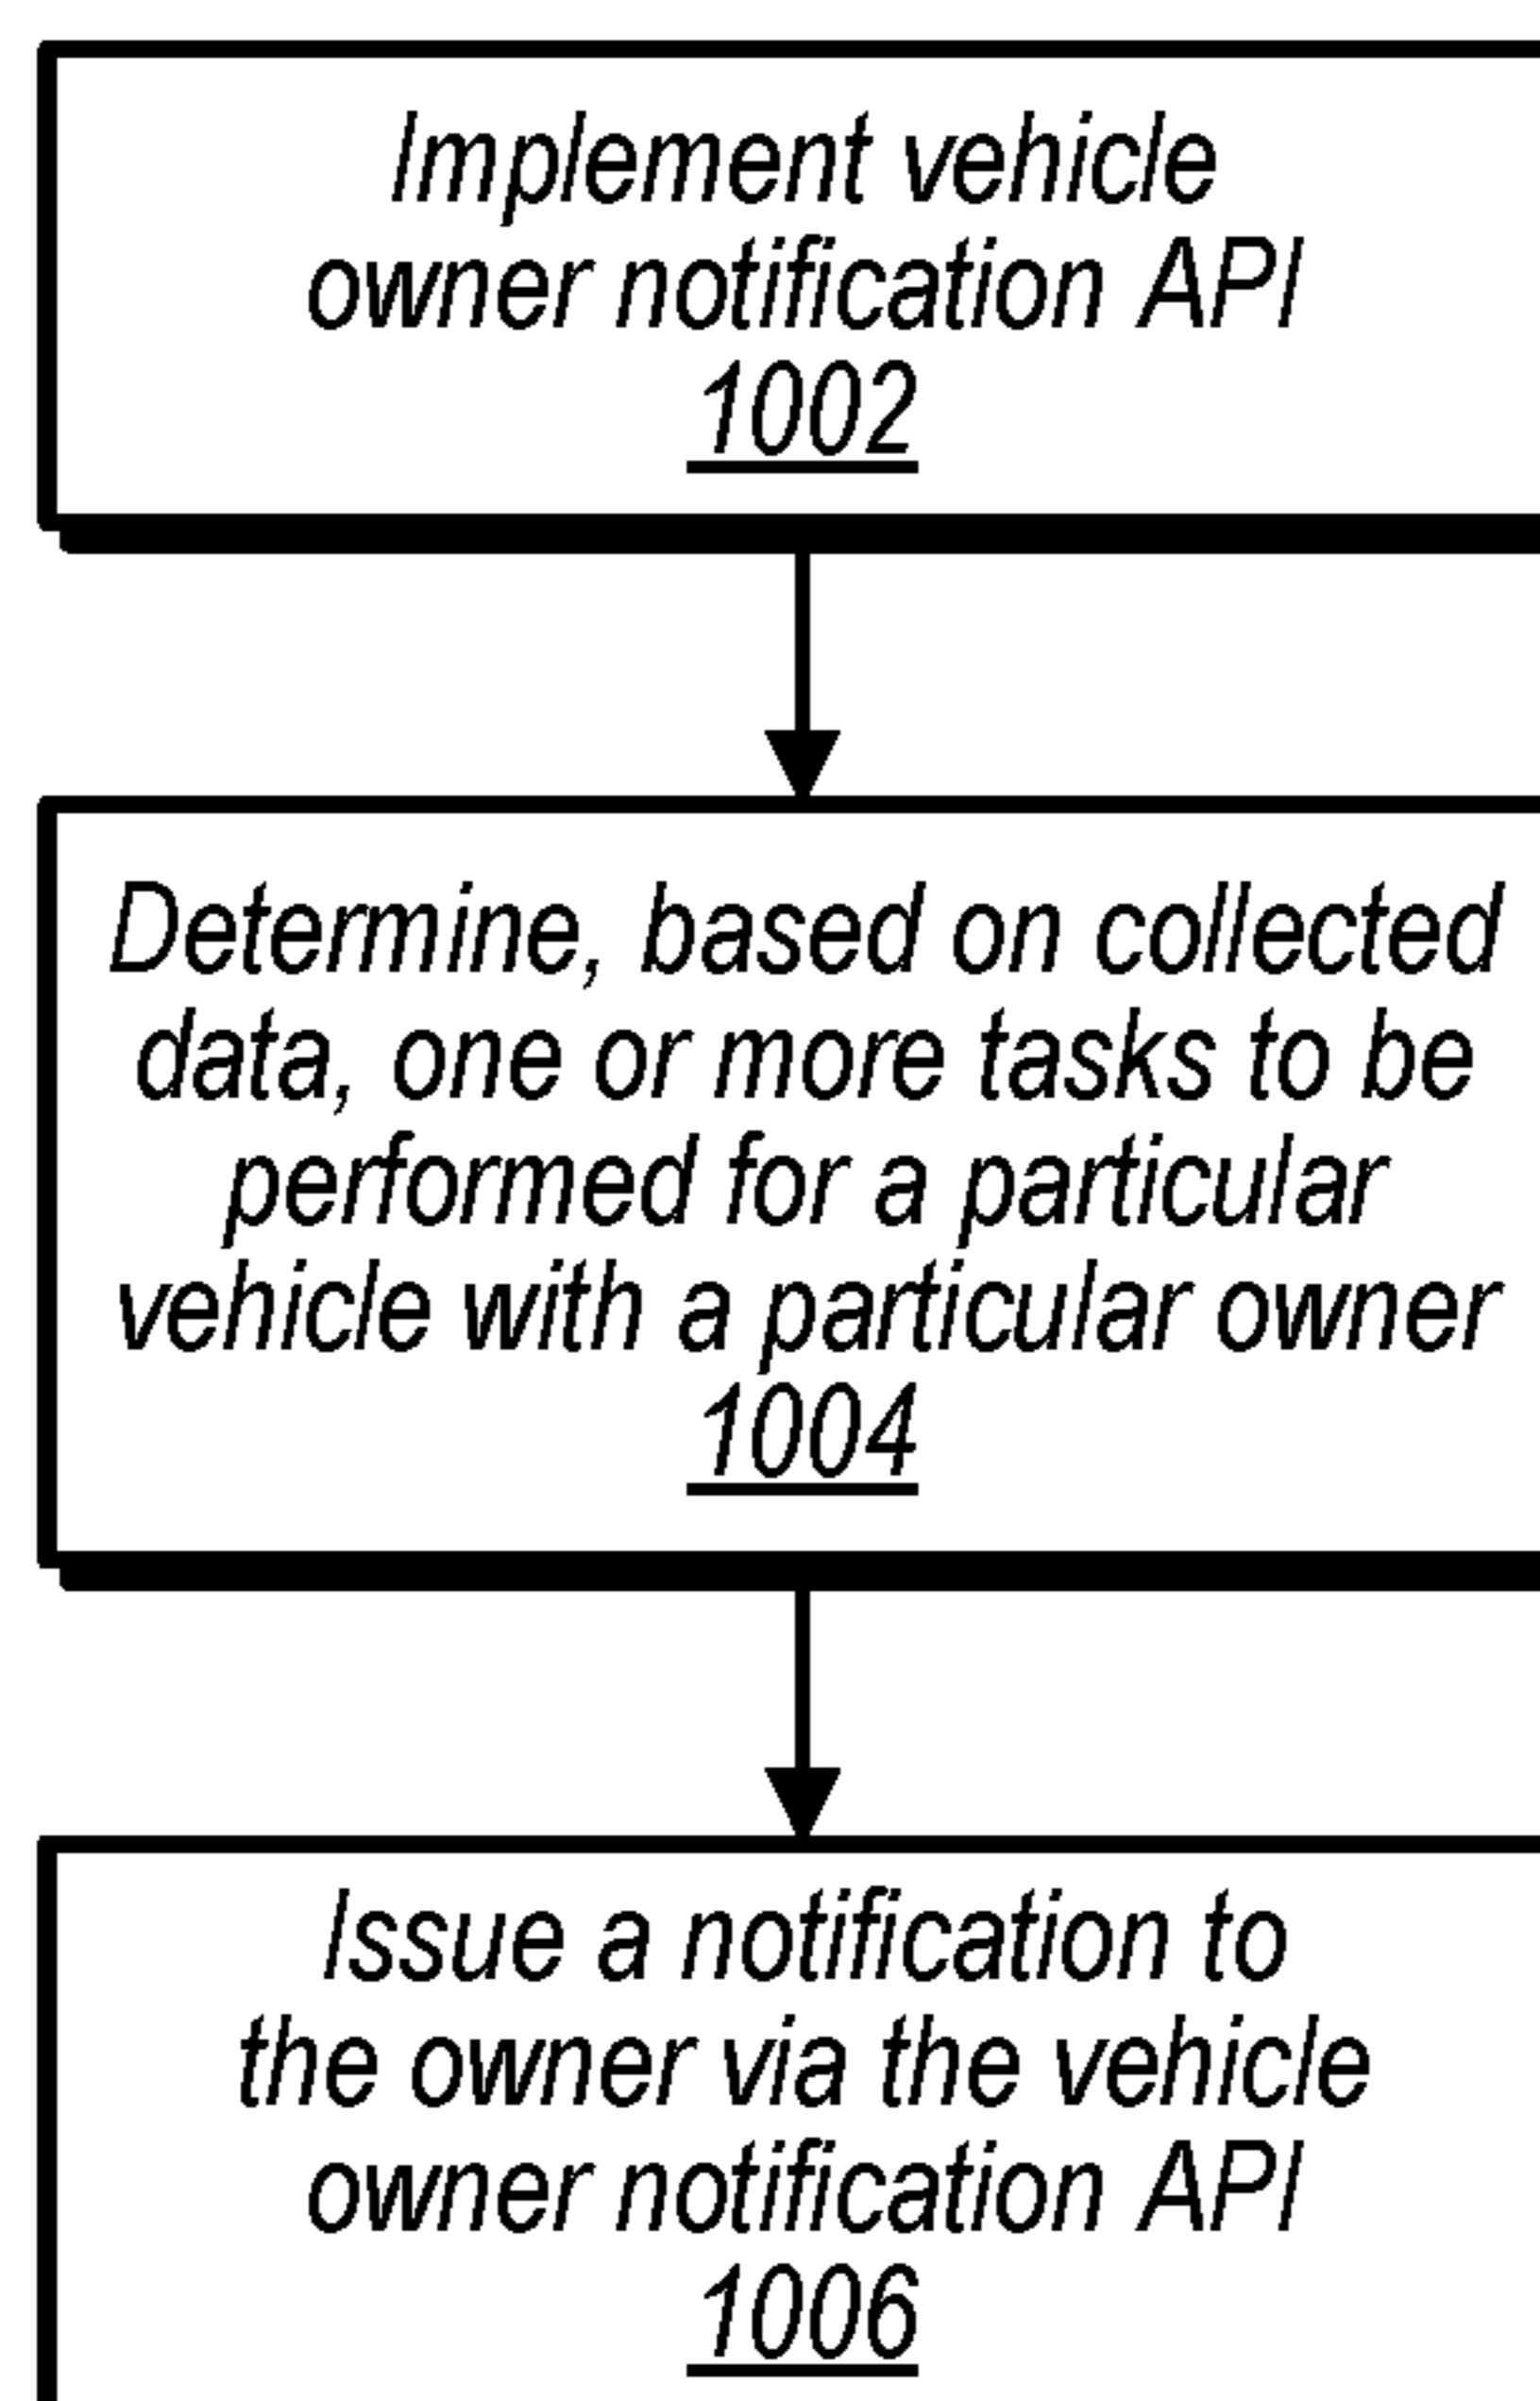 Implement vehicle
owner notification API
1002
Determine, based on collected
data, one or more tasks to be
performed for a particular
vehicle with a particular owner
1004
Issue a notification to
the owner via the vehicle
owner notification API
1006